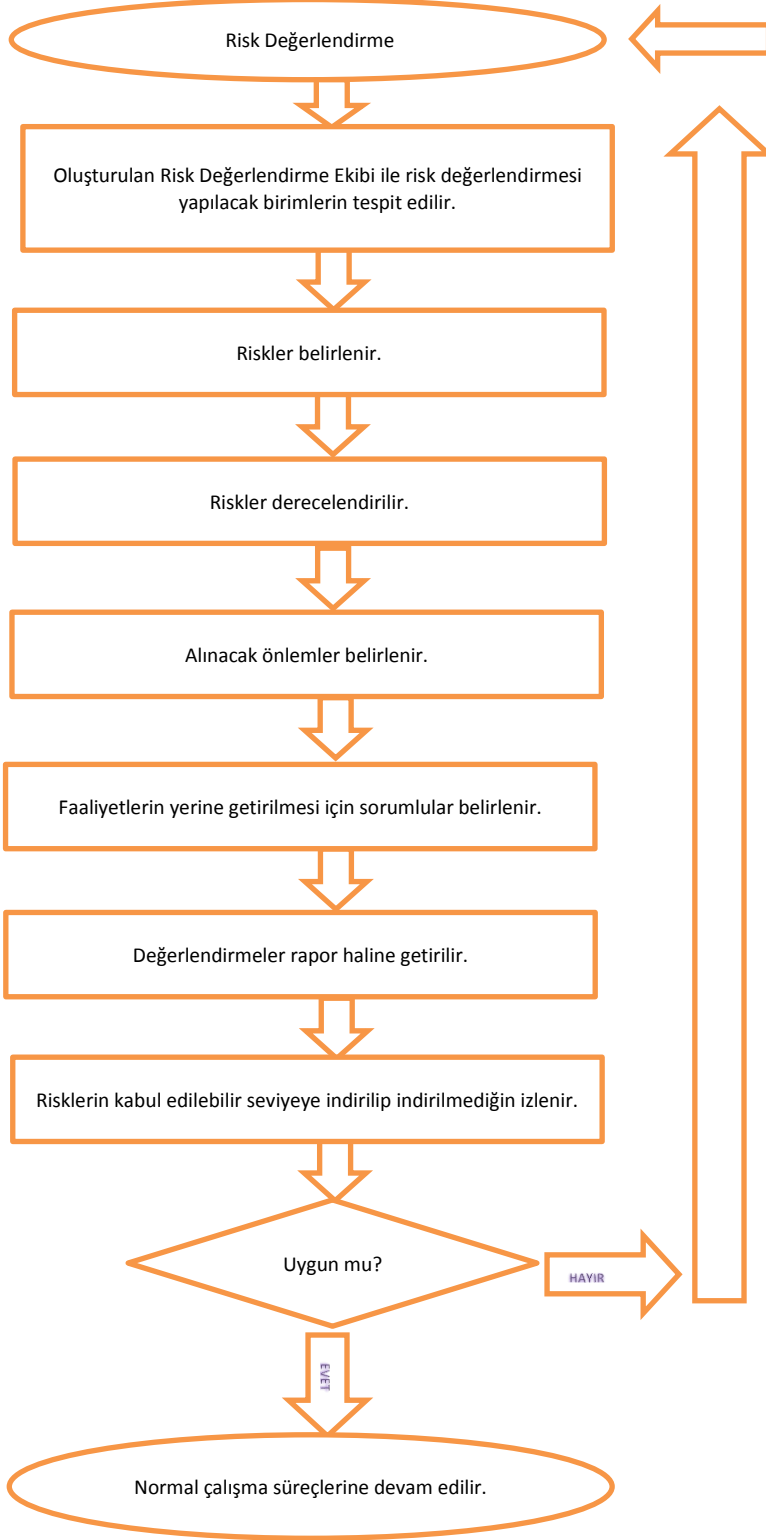 Risk Değerlendirme
Oluşturulan Risk Değerlendirme Ekibi ile risk değerlendirmesi
yapılacak birimlerin tespit edilir.
Riskler belirlenir.
Riskler derecelendirilir.
Alınacak önlemler belirlenir.
Faaliyetlerin yerine getirilmesi için sorumlular belirlenir.
Değerlendirmeler rapor haline getirilir.
Risklerin kabul edilebilir seviyeye indirilip indirilmediğin izlenir.
Uygun mu?
HAYIR
EVET
Normal çalışma süreçlerine devam edilir.